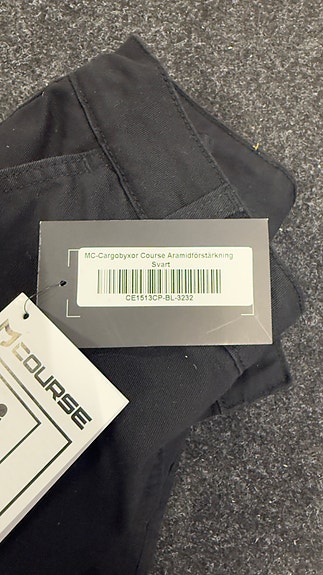 MC-Cargobyxor Course Aramidförstärkning
Svart
CE1513CP-BL-3232
COURSE